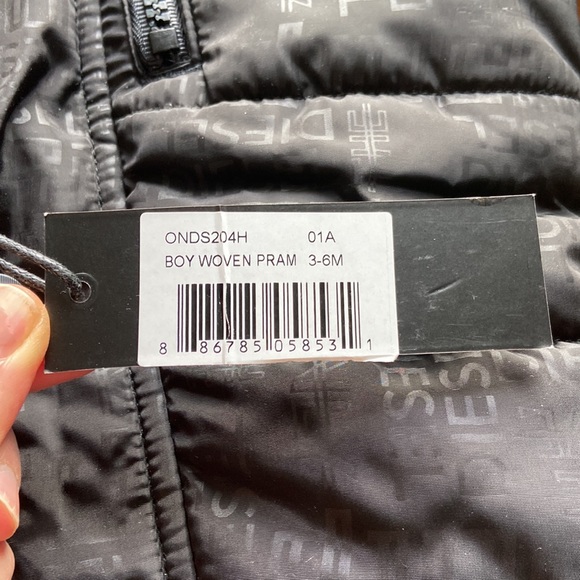 DIESEL
ONDS204H 01A
BOY WOVEN PRAM 3-6M
8 86785 05853 1